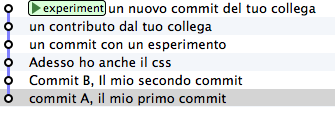 experiment un nuovo commit del tuo collega
un contributo dal tuo collega
un commit con un esperimento
Adesso ho anche il css
Commit B, Il mio secondo commit
commit A, il mio primo commit